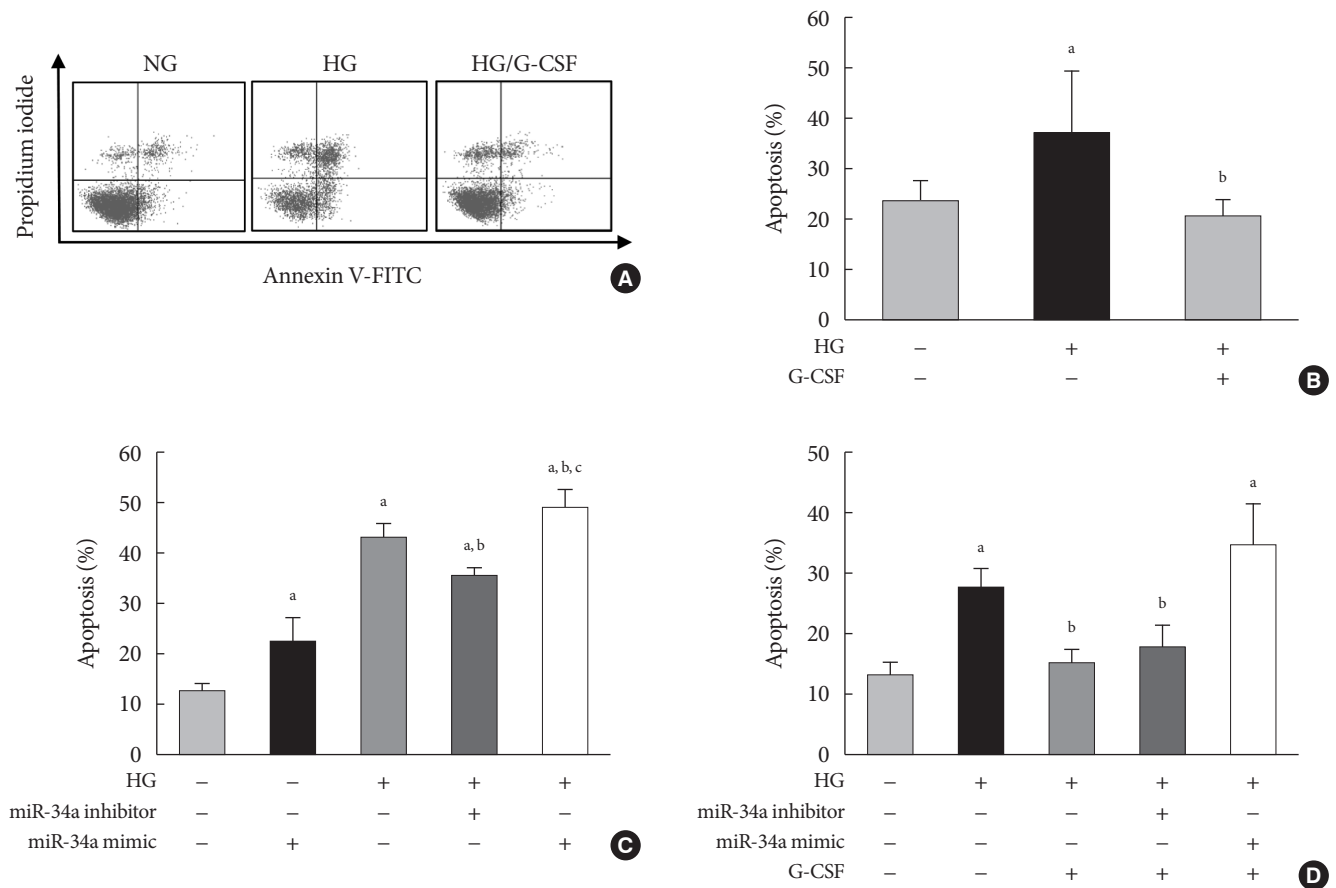 NG HG HG/G-CSF
Propidium iodide
Annexin V-FITC
A
60
50
40
30
20
10
0
Apoptosis (%)
a
b
HG − + +
G-CSF − − +
B
60
50
40
30
20
10
0
Apoptosis (%)
a
a
a, b
a, b, c
HG − − + + +
miR-34a inhibitor − − − + −
miR-34a mimic − + − − +
C
50
40
30
20
10
0
Apoptosis (%)
a
b
b
a
HG − + + + +
miR-34a inhibitor − − − + −
miR-34a mimic − − − − +
G-CSF − − + + +
D